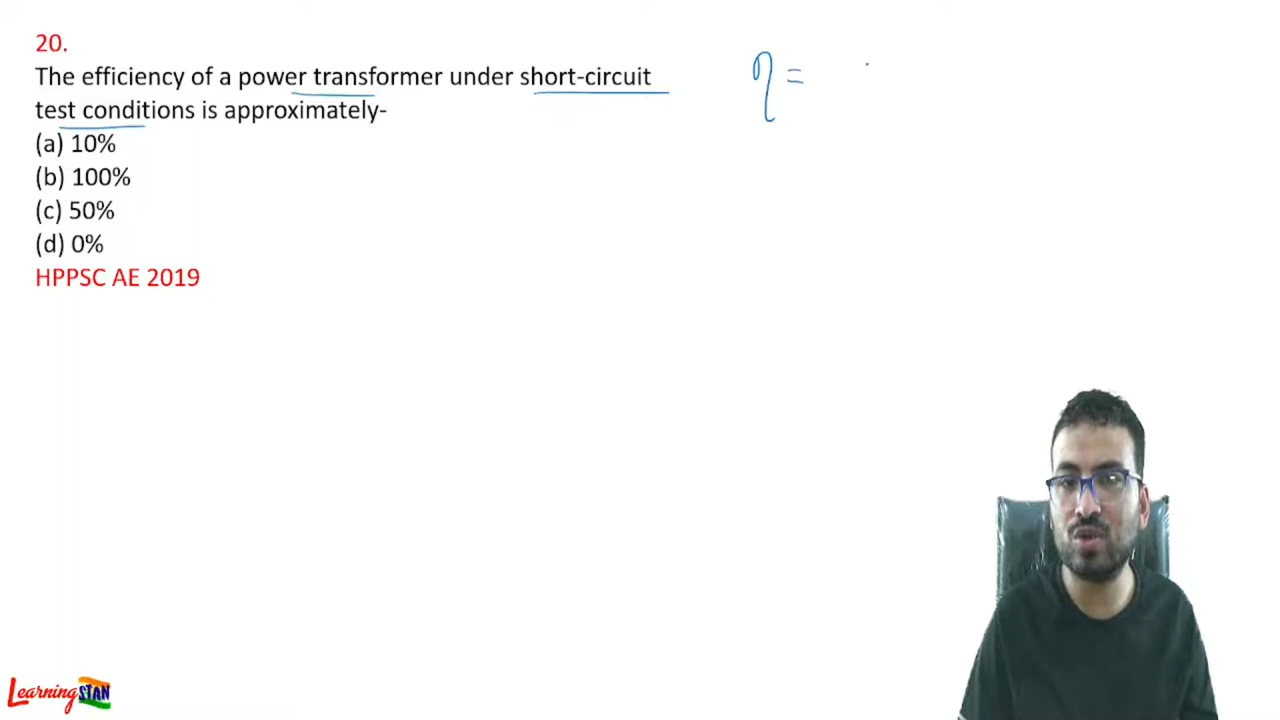 20.
The efficiency of a power transformer under short-circuit
test conditions is approximately-
(a) 10%
(b) 100%
(c) 50%
(d) 0%
HPPSC AE 2019
η =
LearningSTAN